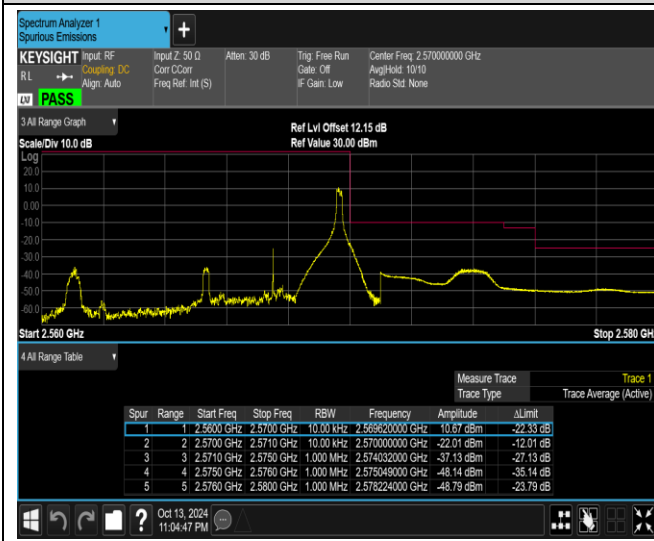 Spectrum Analyzer 1
Spurious Emissions
+
KEYSIGHT Input: RF Input Z: 50 Ω Atten: 30 dB Trig: Free Run Center Freq: 2.570000000 GHz
RL Coupling: DC Corr CCorr Gate: Off Avg|Hold: 10/10
Align: Auto Freq Ref: Int (S) IF Gain: Low Radio Std: None
LXI PASS
3 All Range Graph
Ref Lvl Offset 12.15 dB
Scale/Div 10.0 dB Ref Value 30.00 dBm
Log
20.0
10.0
0.00
-10.0
-20.0
-30.0
-40.0
-50.0
-60.0
Start 2.560 GHz Stop 2.580 GH
4 All Range Table
Measure Trace Trace 1
Trace Type Trace Average (Active)
Spur Range Start Freq Stop Freq RBW Frequency Amplitude ΔLimit
1 1 2.5600 GHz 2.5700 GHz 10.00 kHz 2.569620000 GHz 10.67 dBm -22.33 dB
2 2 2.5700 GHz 2.5710 GHz 10.00 kHz 2.570000000 GHz -22.01 dBm -12.01 dB
3 3 2.5710 GHz 2.5750 GHz 1.000 MHz 2.574032000 GHz -37.13 dBm -27.13 dB
4 4 2.5750 GHz 2.5760 GHz 1.000 MHz 2.575049000 GHz -48.14 dBm -35.14 dB
5 5 2.5760 GHz 2.5800 GHz 1.000 MHz 2.578224000 GHz -48.79 dBm -23.79 dB
? Oct 13, 2024
11:04:47 PM